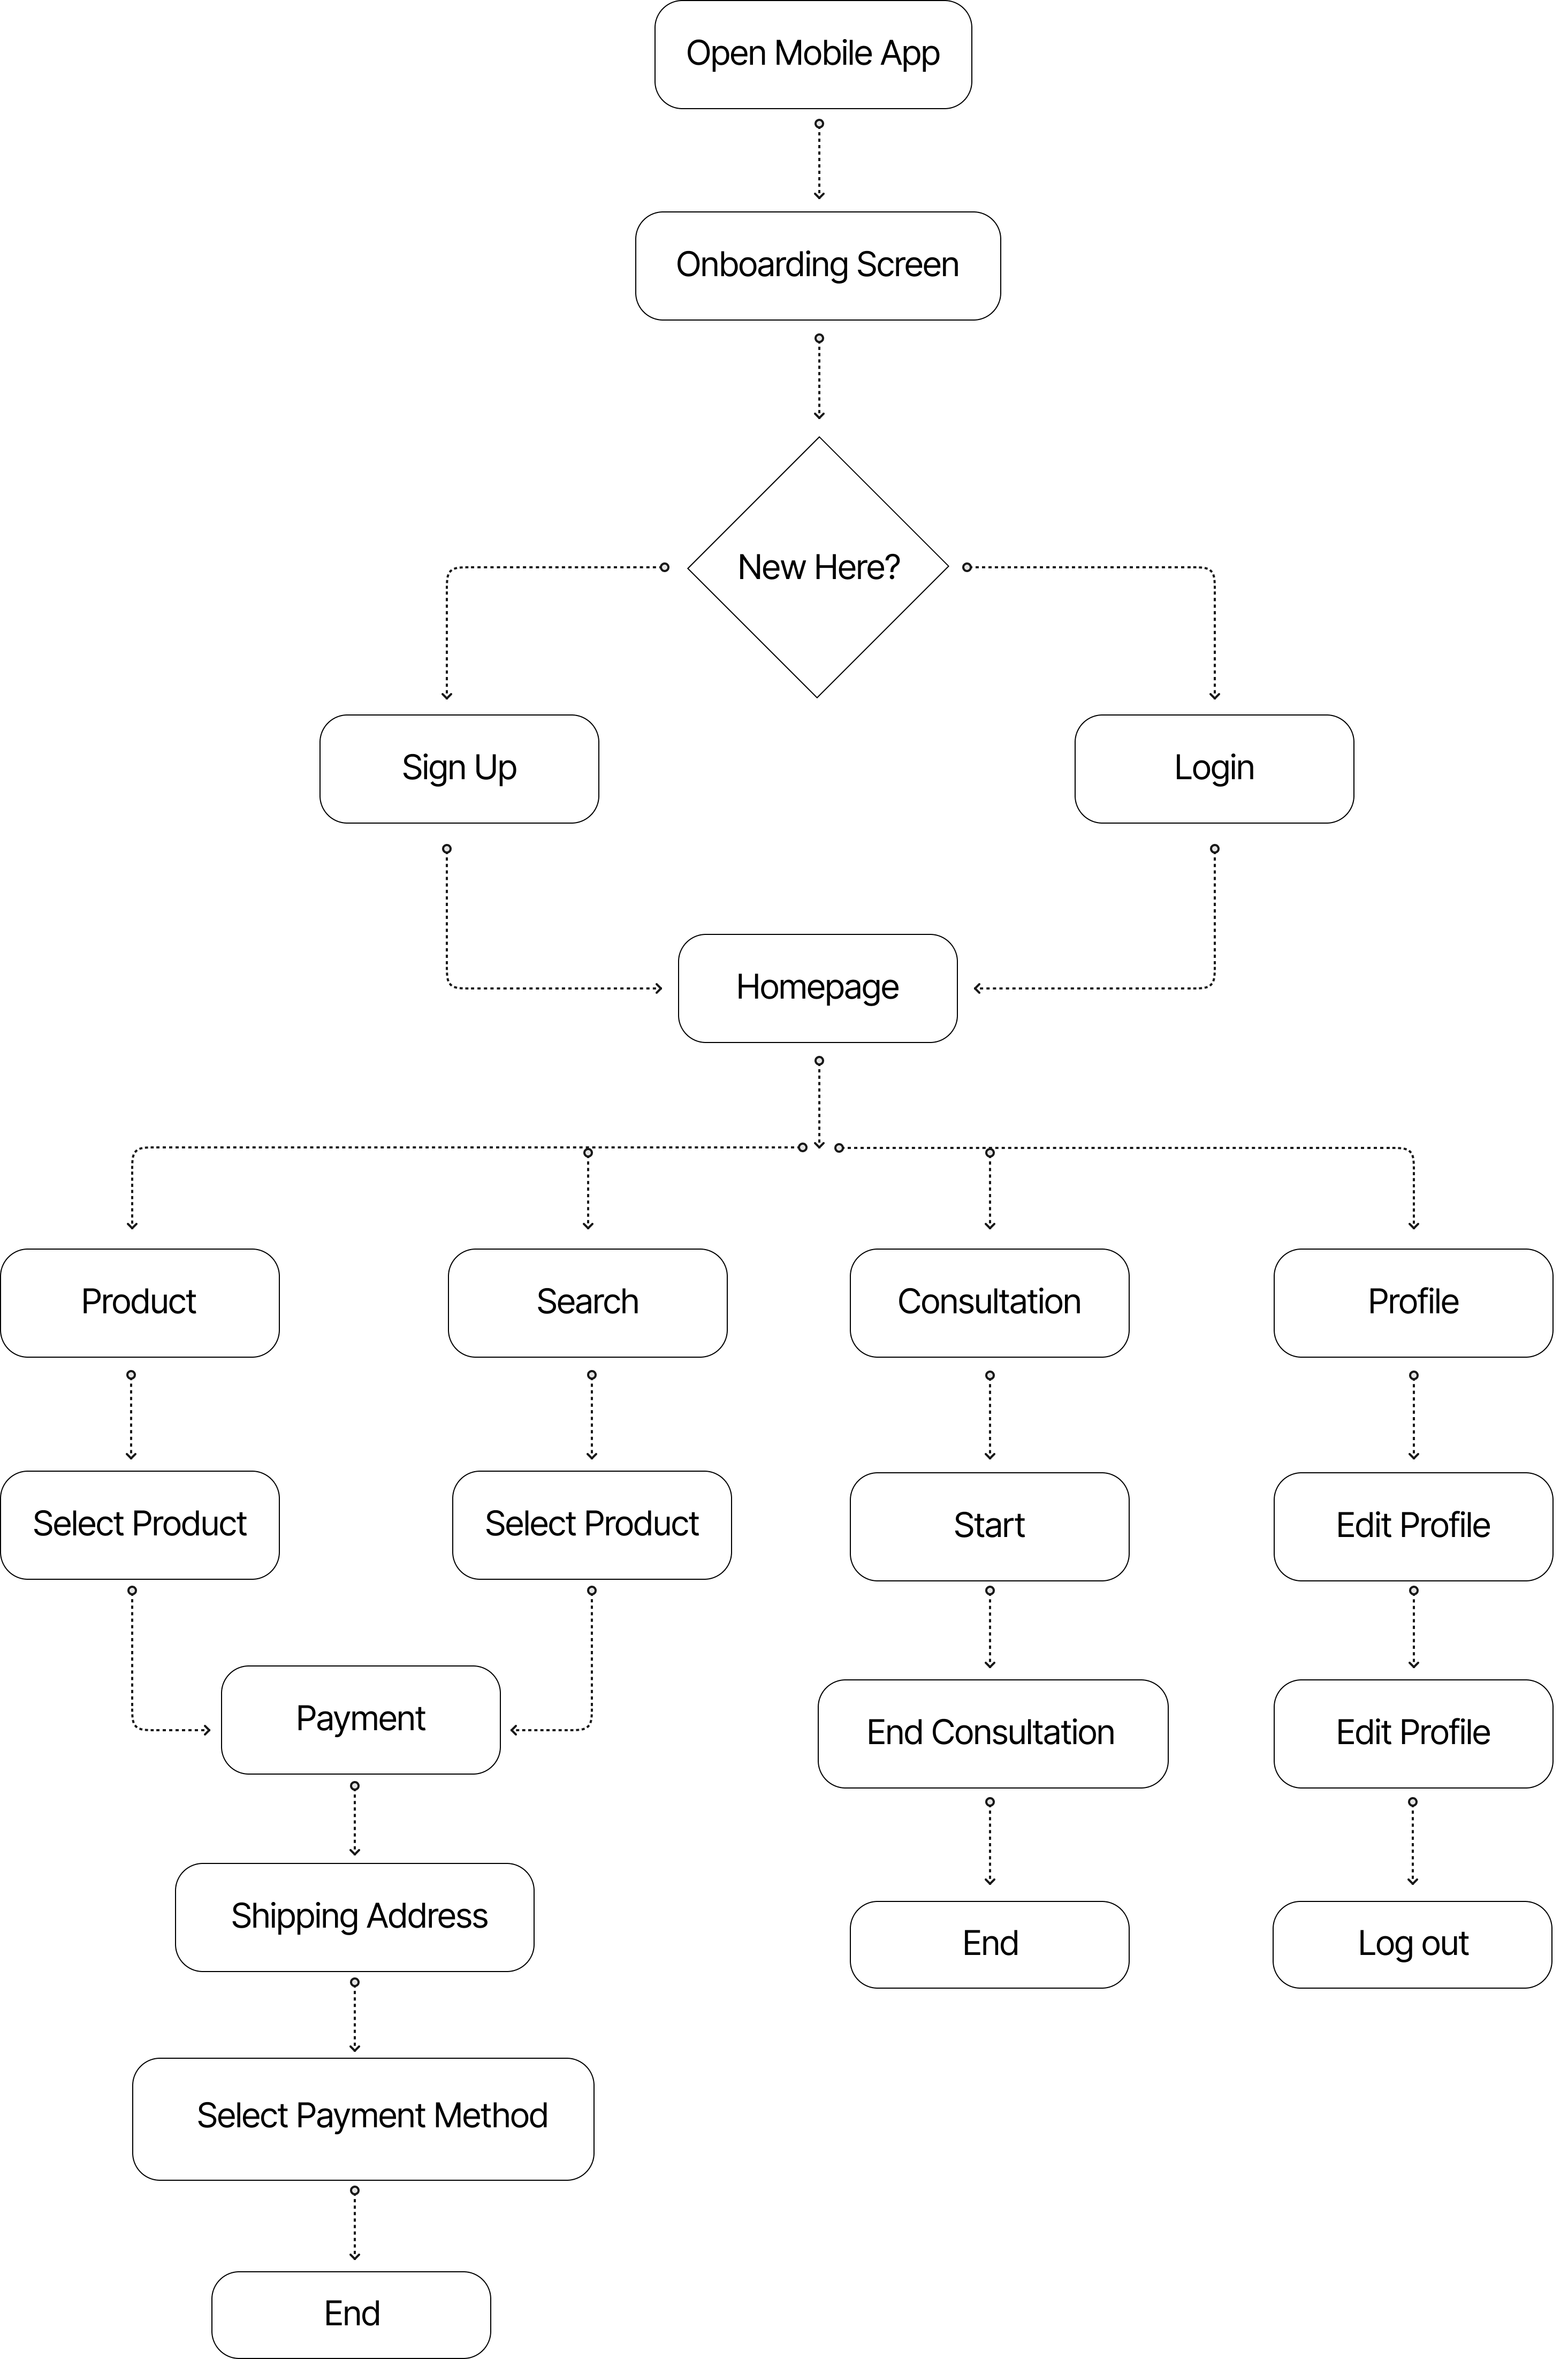 Open Mobile App
Onboarding Screen
New Here?
Sign Up
Login
Homepage
Product
Search
Consultation
Profile
Select Product
Select Product
Start
Edit Profile
Payment
End Consultation
Edit Profile
Shipping Address
End
Log out
Select Payment Method
End